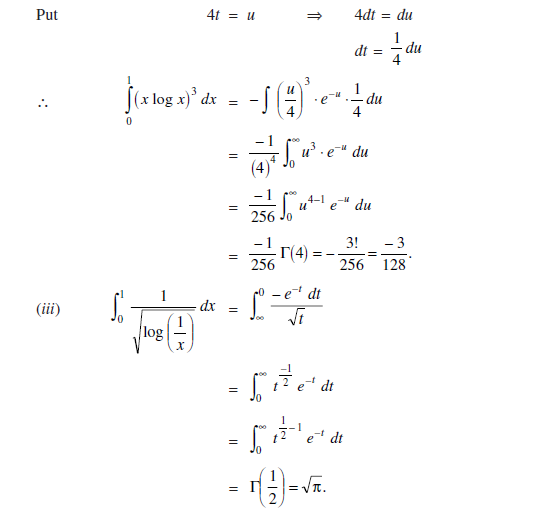 Put 4t = u ⇒ 4dt = du
dt = 1/4 du
∴ ∫₀¹ (x log x)³ dx = −∫ (u/4)³ · e⁻ᵘ · 1/4 du
= −1/(4)⁴ ∫₀^∞ u³ · e⁻ᵘ du
= −1/256 ∫₀^∞ u⁴⁻¹ e⁻ᵘ du
= −1/256 Γ(4) = − 3!/256 = −3/128.
(iii) ∫₀¹ 1/√(log(1/x)) dx = ∫_∞^0 −e⁻ᵗ dt/√t
= ∫₀^∞ t^(−1/2) e⁻ᵗ dt
= ∫₀^∞ t^(1/2 −1) e⁻ᵗ dt
= Γ(1/2) = √π.